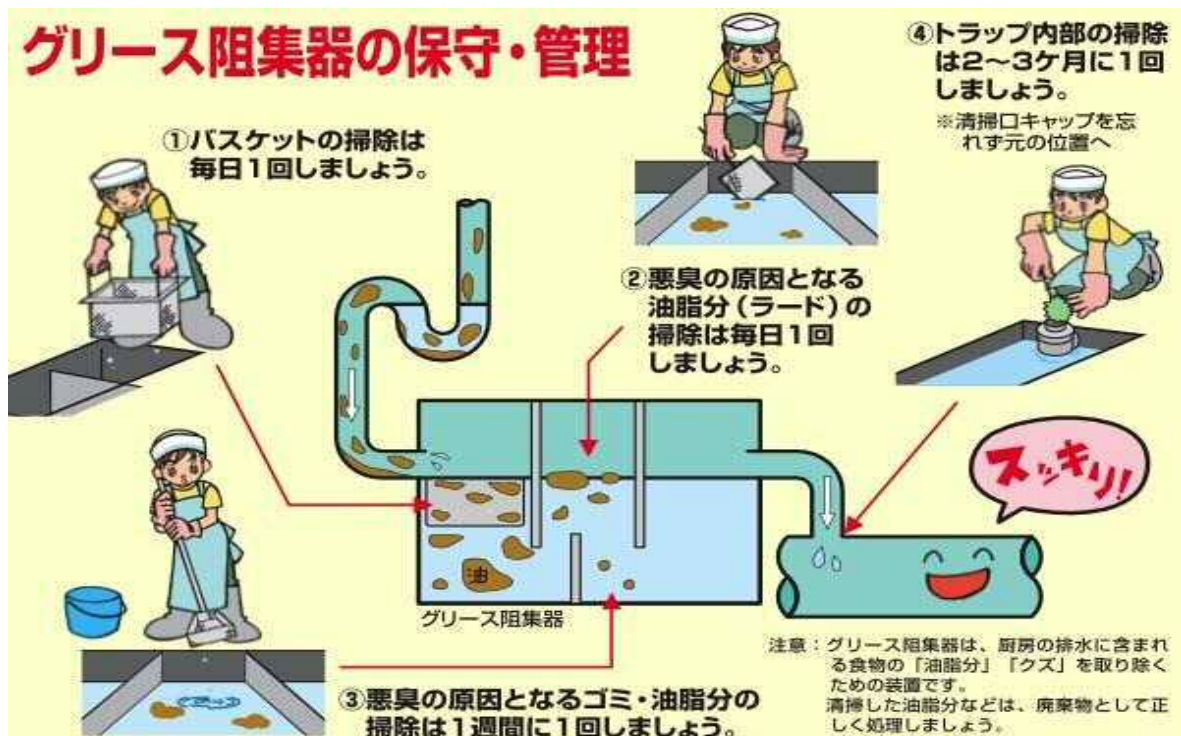 グリース阻集器の保守・管理
①バスケットの掃除は
毎日1回しましょう。
②悪臭の原因となる
油脂分(ラード)の
掃除は毎日1回
しましょう。
③悪臭の原因となるゴミ・油脂分の
掃除は1週間に1回しましょう。
④トラップ内部の掃除
は2〜3ケ月に1回
しましょう。
※清掃口キャップを忘
れず元の位置へ
油
グリース阻集器
スッキリ!
注意:グリース阻集器は、厨房の排水に含まれ
る食物の「油脂分」「クズ」を取り除く
ための装置です。
清掃した油脂分などは、廃棄物として正
しく処理しましょう。